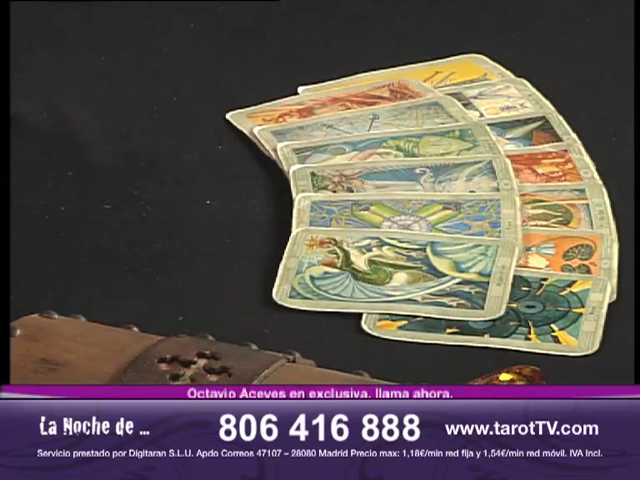 Octavio Aceves en exclusiva, llama ahora.
La Noche de ... 806 416 888 www.tarotTV.com
Servicio prestado por Digitaran S.L.U. Apdo Correos 47107 – 28080 Madrid Precio max: 1,18€/min red fija y 1,54€/min red móvil. IVA Incl.